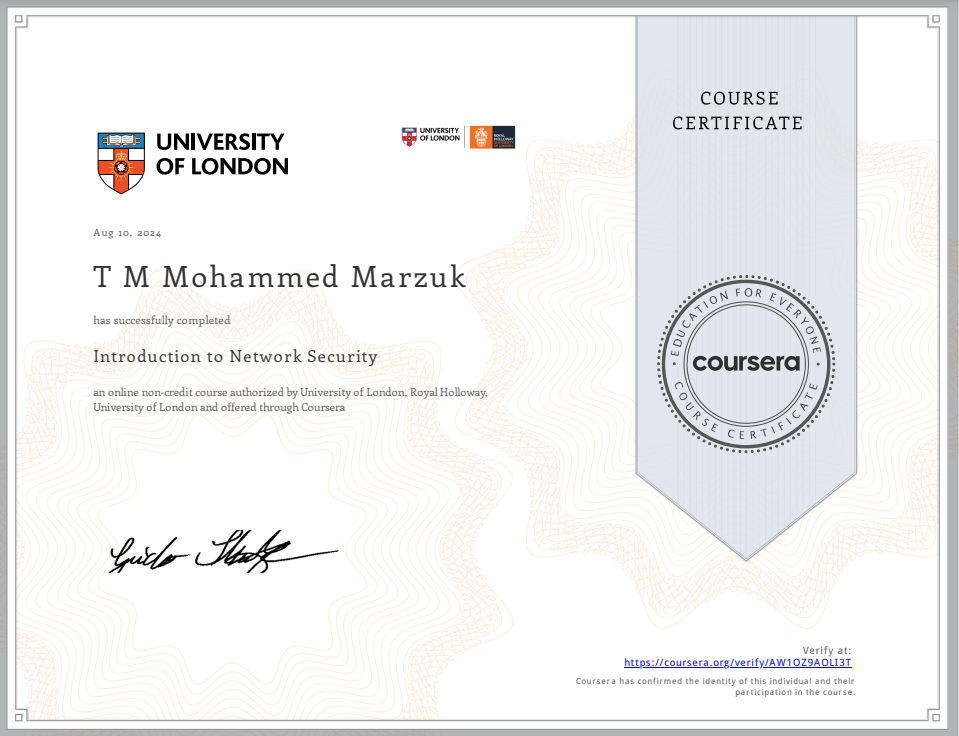 UNIVERSITY
OF LONDON
UNIVERSITY
OF LONDON
ROYAL
HOLLOWAY
UNIVERSITY
OF LONDON
COURSE
CERTIFICATE
Aug 10, 2024
T M Mohammed Marzuk
has successfully completed
Introduction to Network Security
an online non-credit course authorized by University of London, Royal Holloway,
University of London and offered through Coursera
EDUCATION FOR EVERYONE
coursera
COURSE CERTIFICATE
Verify at:
https://coursera.org/verify/AW1OZ9AOLI3T
Coursera has confirmed the identity of this individual and their
participation in the course.